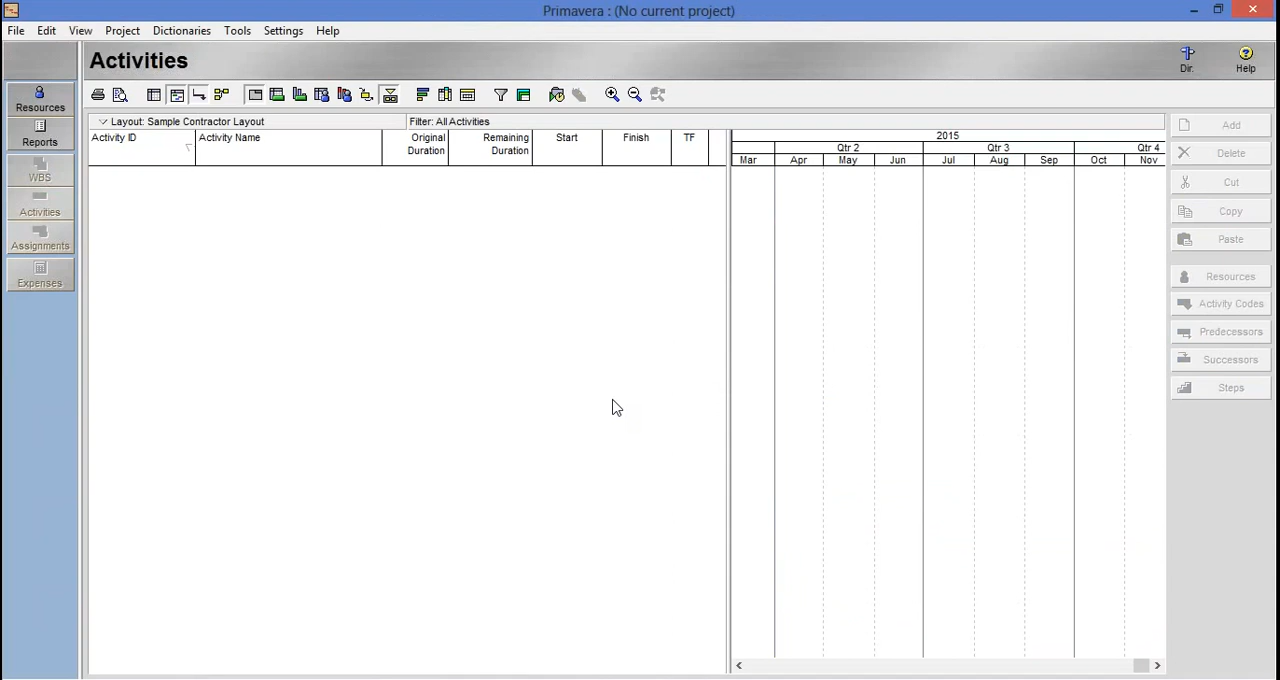 Primavera : (No current project)
File Edit View Project Dictionaries Tools Settings Help
Activities
Dir. Help
Resources
Reports
WBS
Activities
Assignments
Expenses
Layout: Sample Contractor Layout Filter: All Activities
Activity ID Activity Name Original Duration Remaining Duration Start Finish TF
2015
Qtr 2 Qtr 3 Qtr 4
Mar Apr May Jun Jul Aug Sep Oct Nov
Add
Delete
Cut
Copy
Paste
Resources
Activity Codes
Predecessors
Successors
Steps